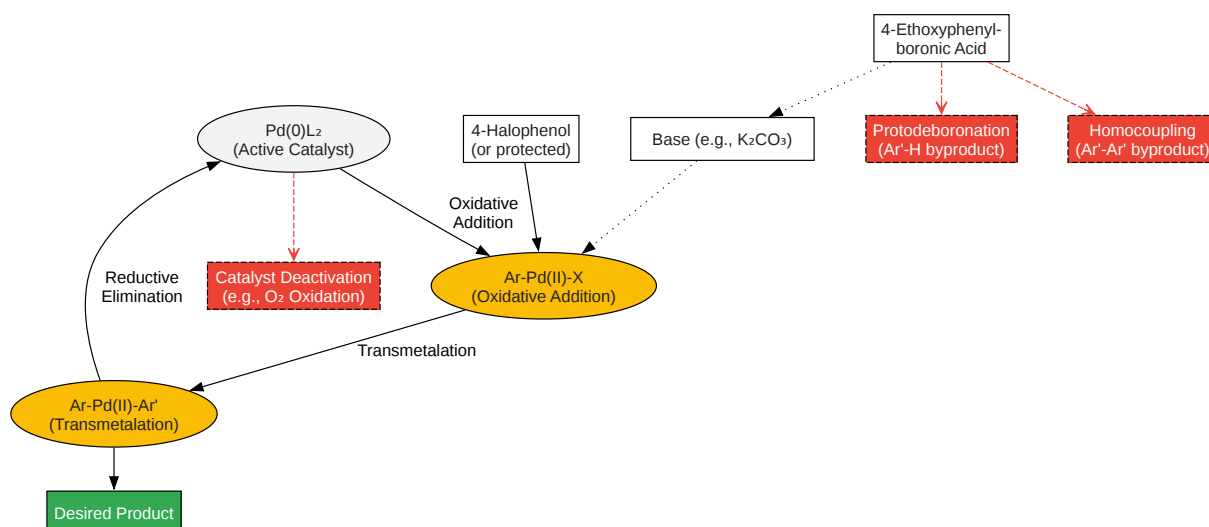 4-Ethoxyphenyl-
boronic Acid
Pd(0)L₂
(Active Catalyst)
4-Halophenol
(or protected)
Base (e.g., K₂CO₃)
Protodeboronation
(Ar'-H byproduct)
Homocoupling
(Ar'-Ar' byproduct)
Oxidative
Addition
Reductive
Elimination
Catalyst Deactivation
(e.g., O₂ Oxidation)
Ar-Pd(II)-X
(Oxidative Addition)
Transmetalation
Ar-Pd(II)-Ar'
(Transmetalation)
Desired Product